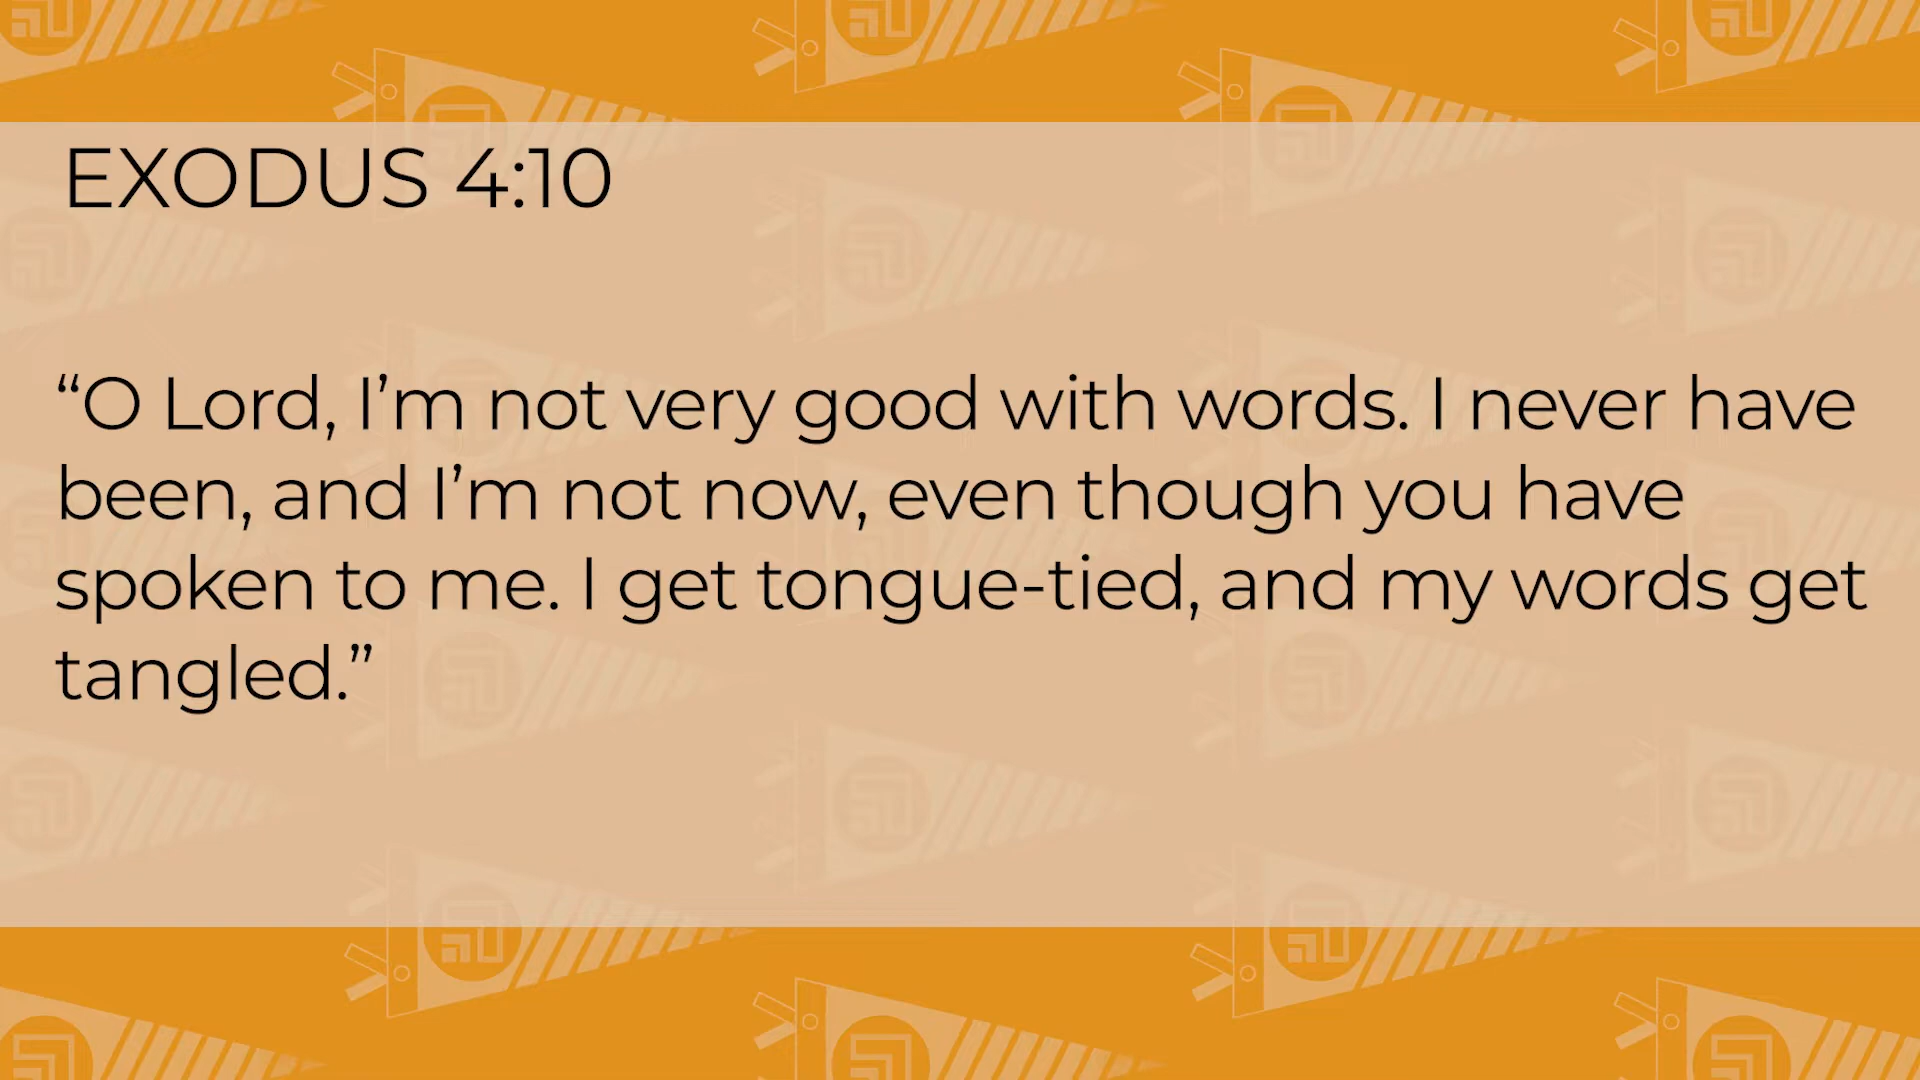 EXODUS 4:10
“O Lord, I’m not very good with words. I never have
been, and I’m not now, even though you have
spoken to me. I get tongue-tied, and my words get
tangled.”